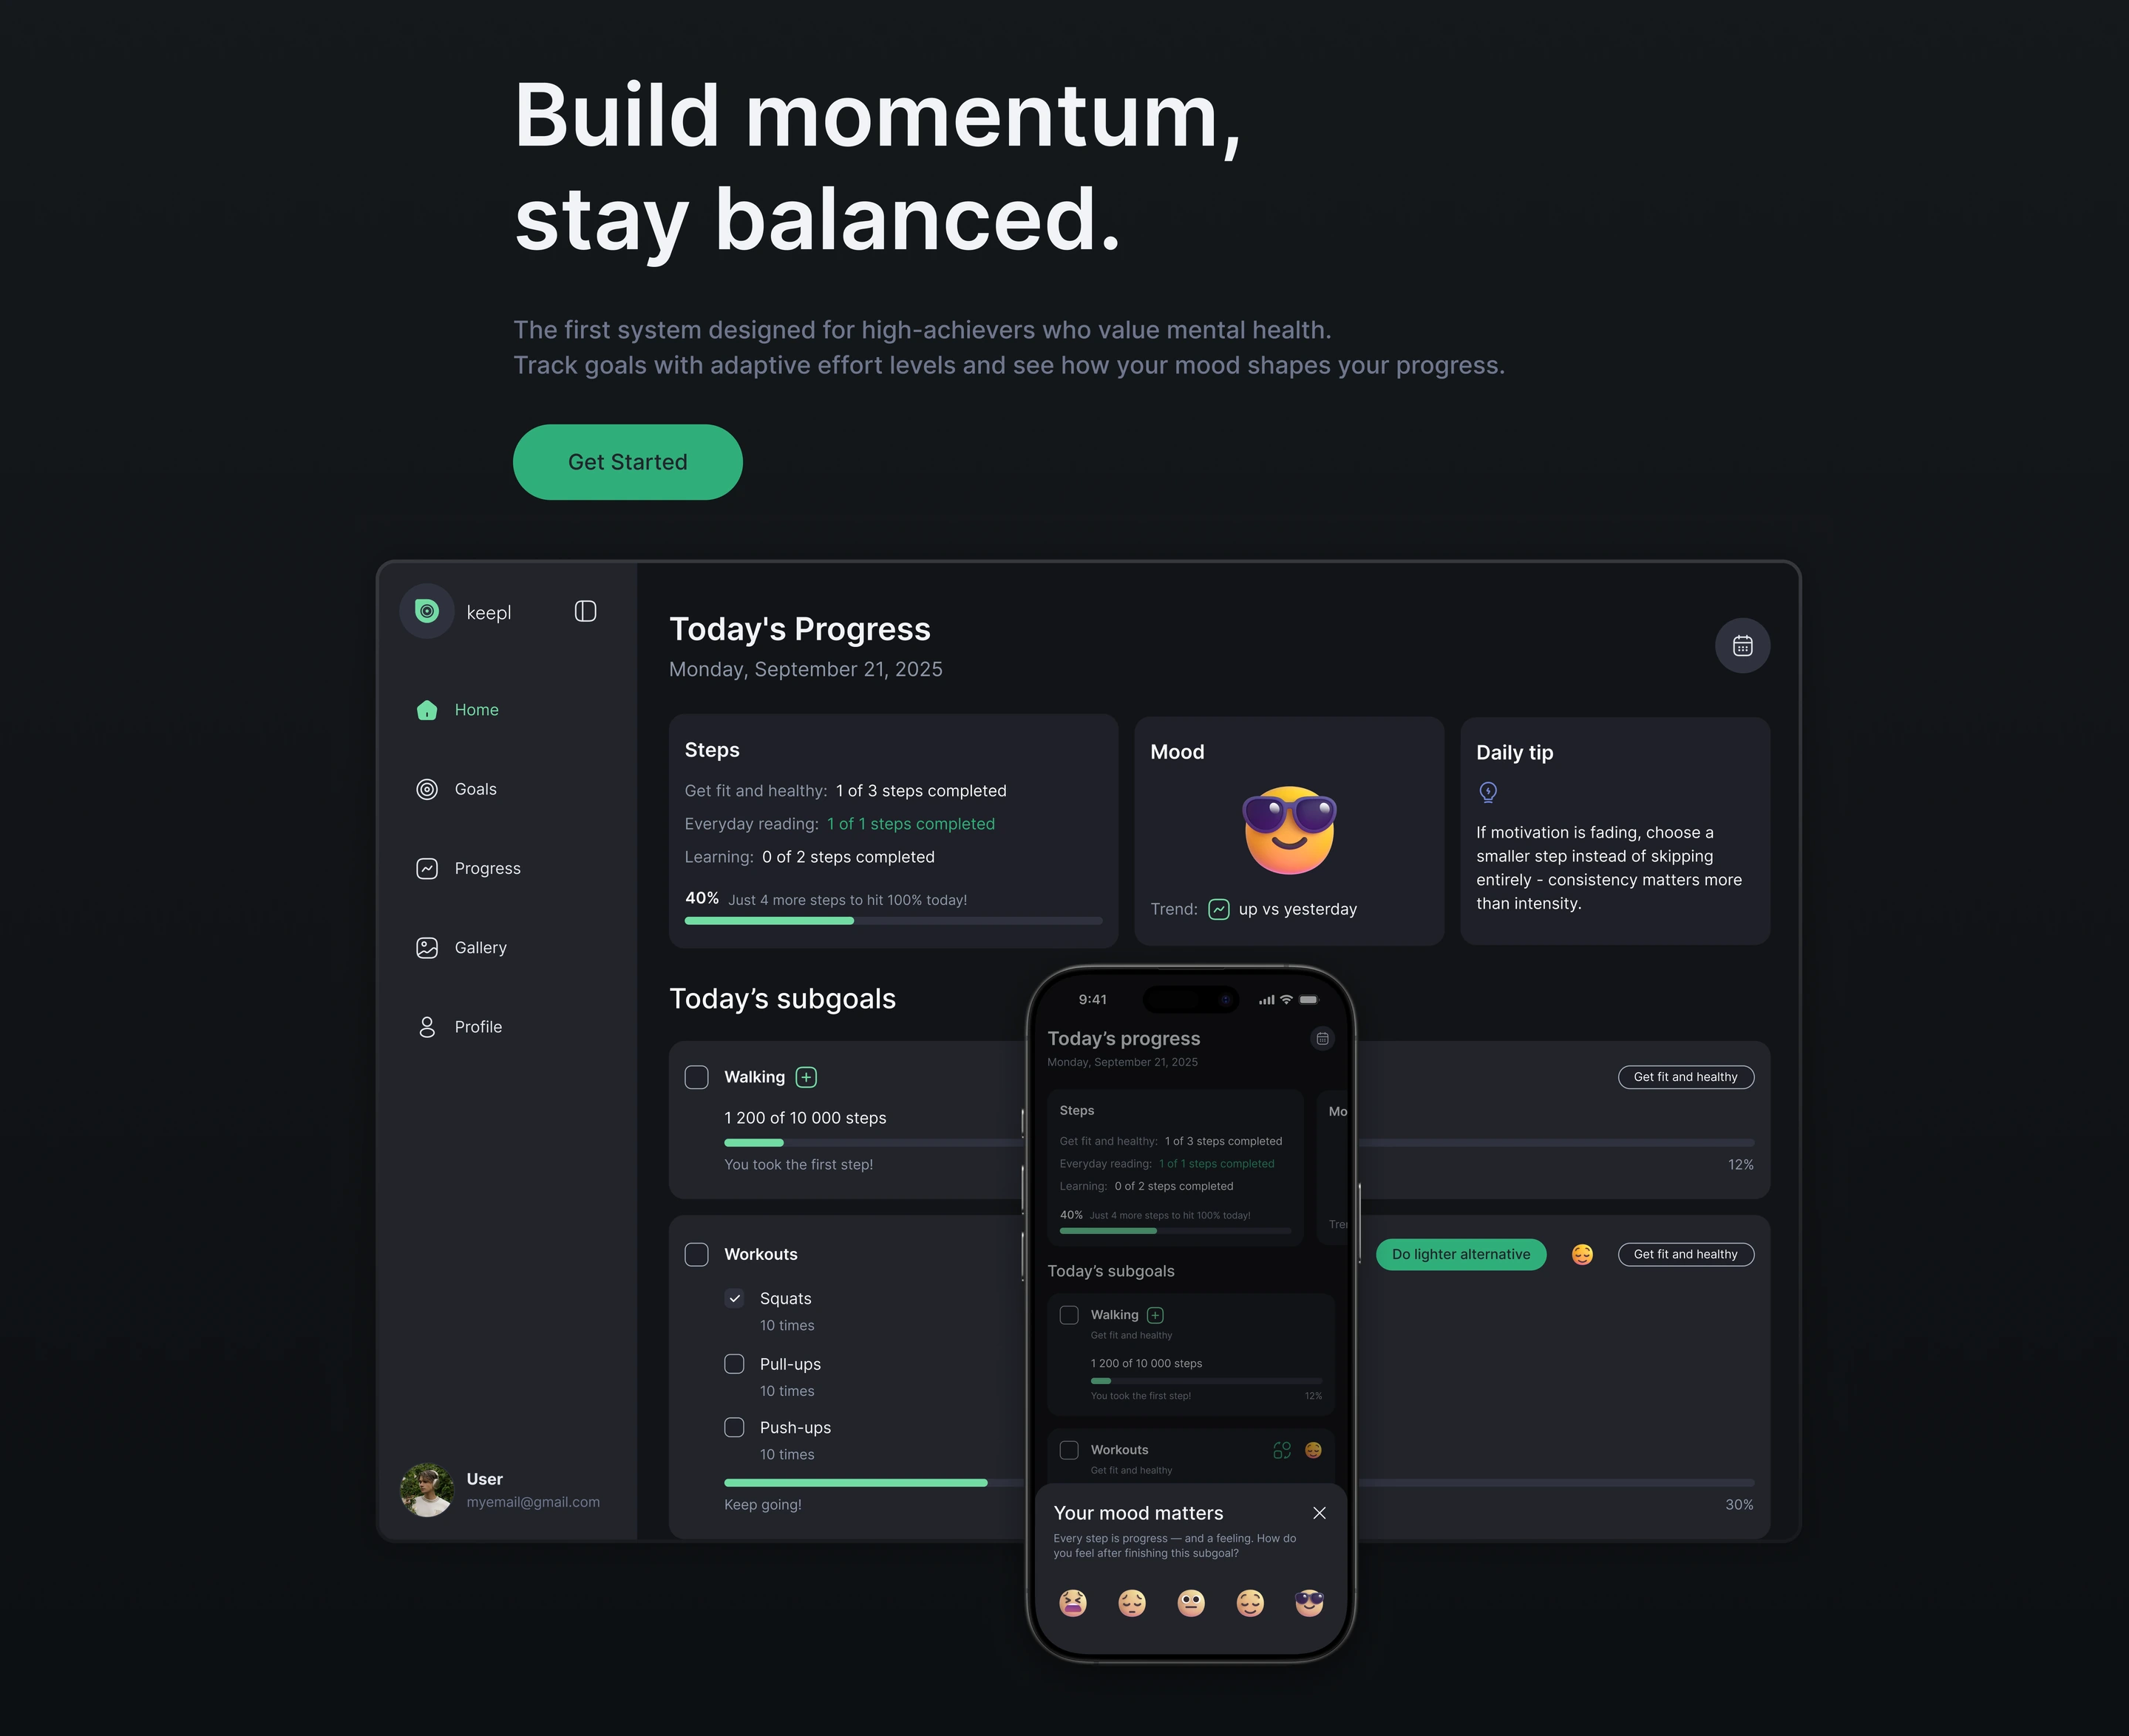 Build momentum,
stay balanced.
The first system designed for high-achievers who value mental health.
Track goals with adaptive effort levels and see how your mood shapes your progress.
Get Started
keepl
Home
Goals
Progress
Gallery
Profile
User
myemail@gmail.com
Today's Progress
Monday, September 21, 2025
Steps
Get fit and healthy: 1 of 3 steps completed
Everyday reading: 1 of 1 steps completed
Learning: 0 of 2 steps completed
40% Just 4 more steps to hit 100% today!
Mood
Trend: up vs yesterday
Daily tip
If motivation is fading, choose a
smaller step instead of skipping
entirely - consistency matters more
than intensity.
Today’s subgoals
Walking
Get fit and healthy
1 200 of 10 000 steps
You took the first step!
12%
Workouts
Do lighter alternative
Get fit and healthy
Squats
10 times
Pull-ups
10 times
Push-ups
10 times
Keep going!
30%
9:41
Today’s progress
Monday, September 21, 2025
Steps
Get fit and healthy: 1 of 3 steps completed
Everyday reading: 1 of 1 steps completed
Learning: 0 of 2 steps completed
40% Just 4 more steps to hit 100% today!
Mo
Tre
Today’s subgoals
Walking
Get fit and healthy
1 200 of 10 000 steps
You took the first step!
12%
Workouts
Get fit and healthy
Your mood matters
Every step is progress — and a feeling. How do
you feel after finishing this subgoal?